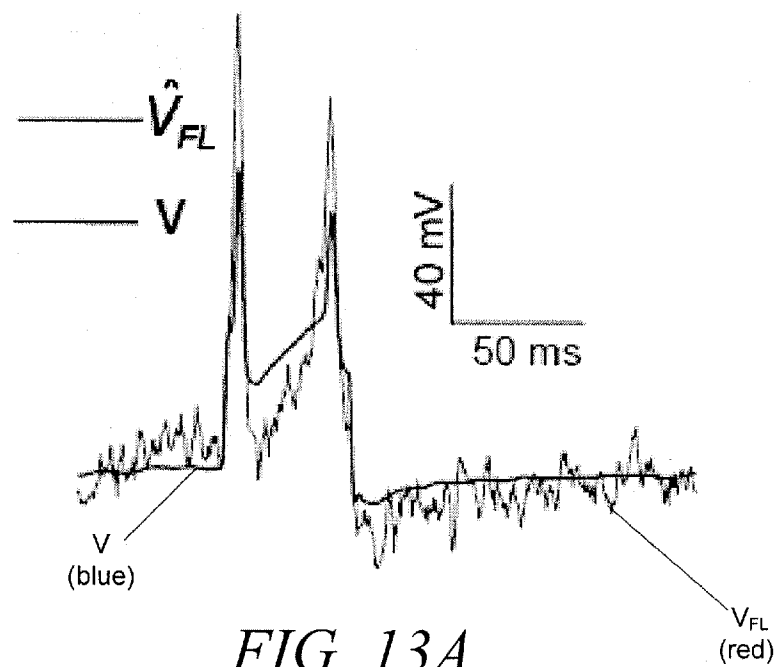 V̂FL
V
40 mV
50 ms
V
(blue)
VFL
(red)
FIG. 13A